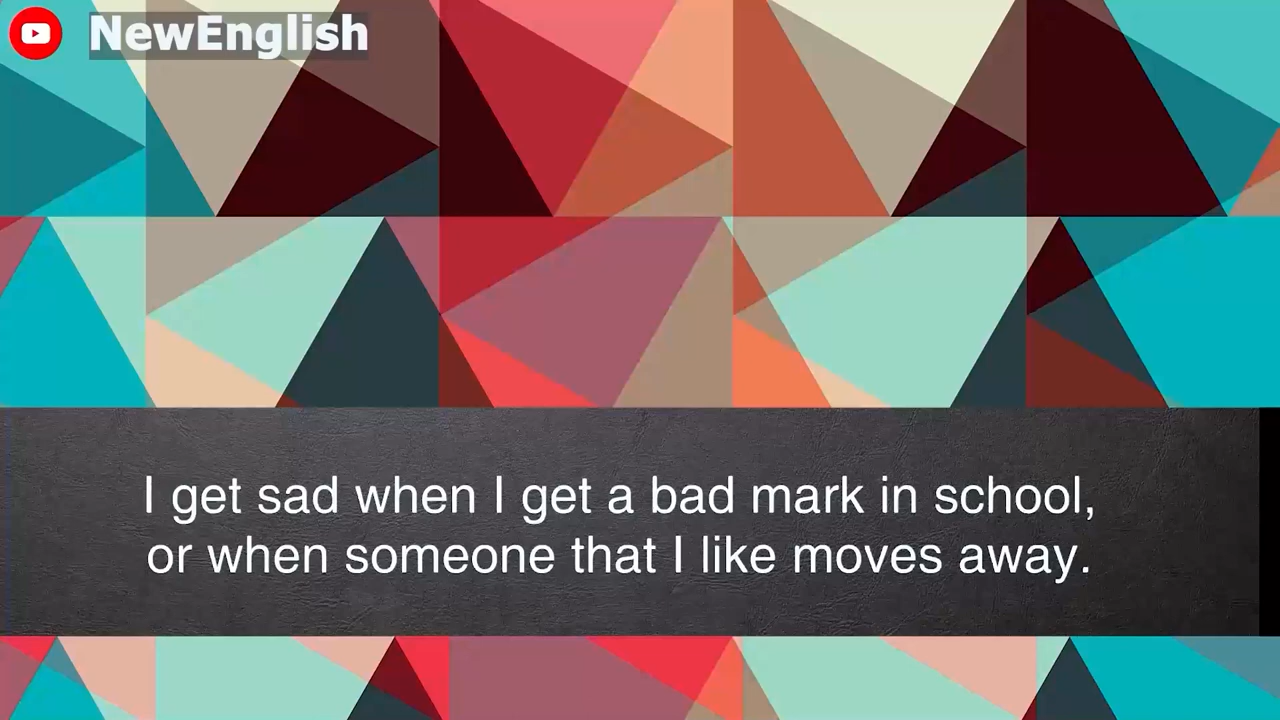 NewEnglish
I get sad when I get a bad mark in school,
or when someone that I like moves away.